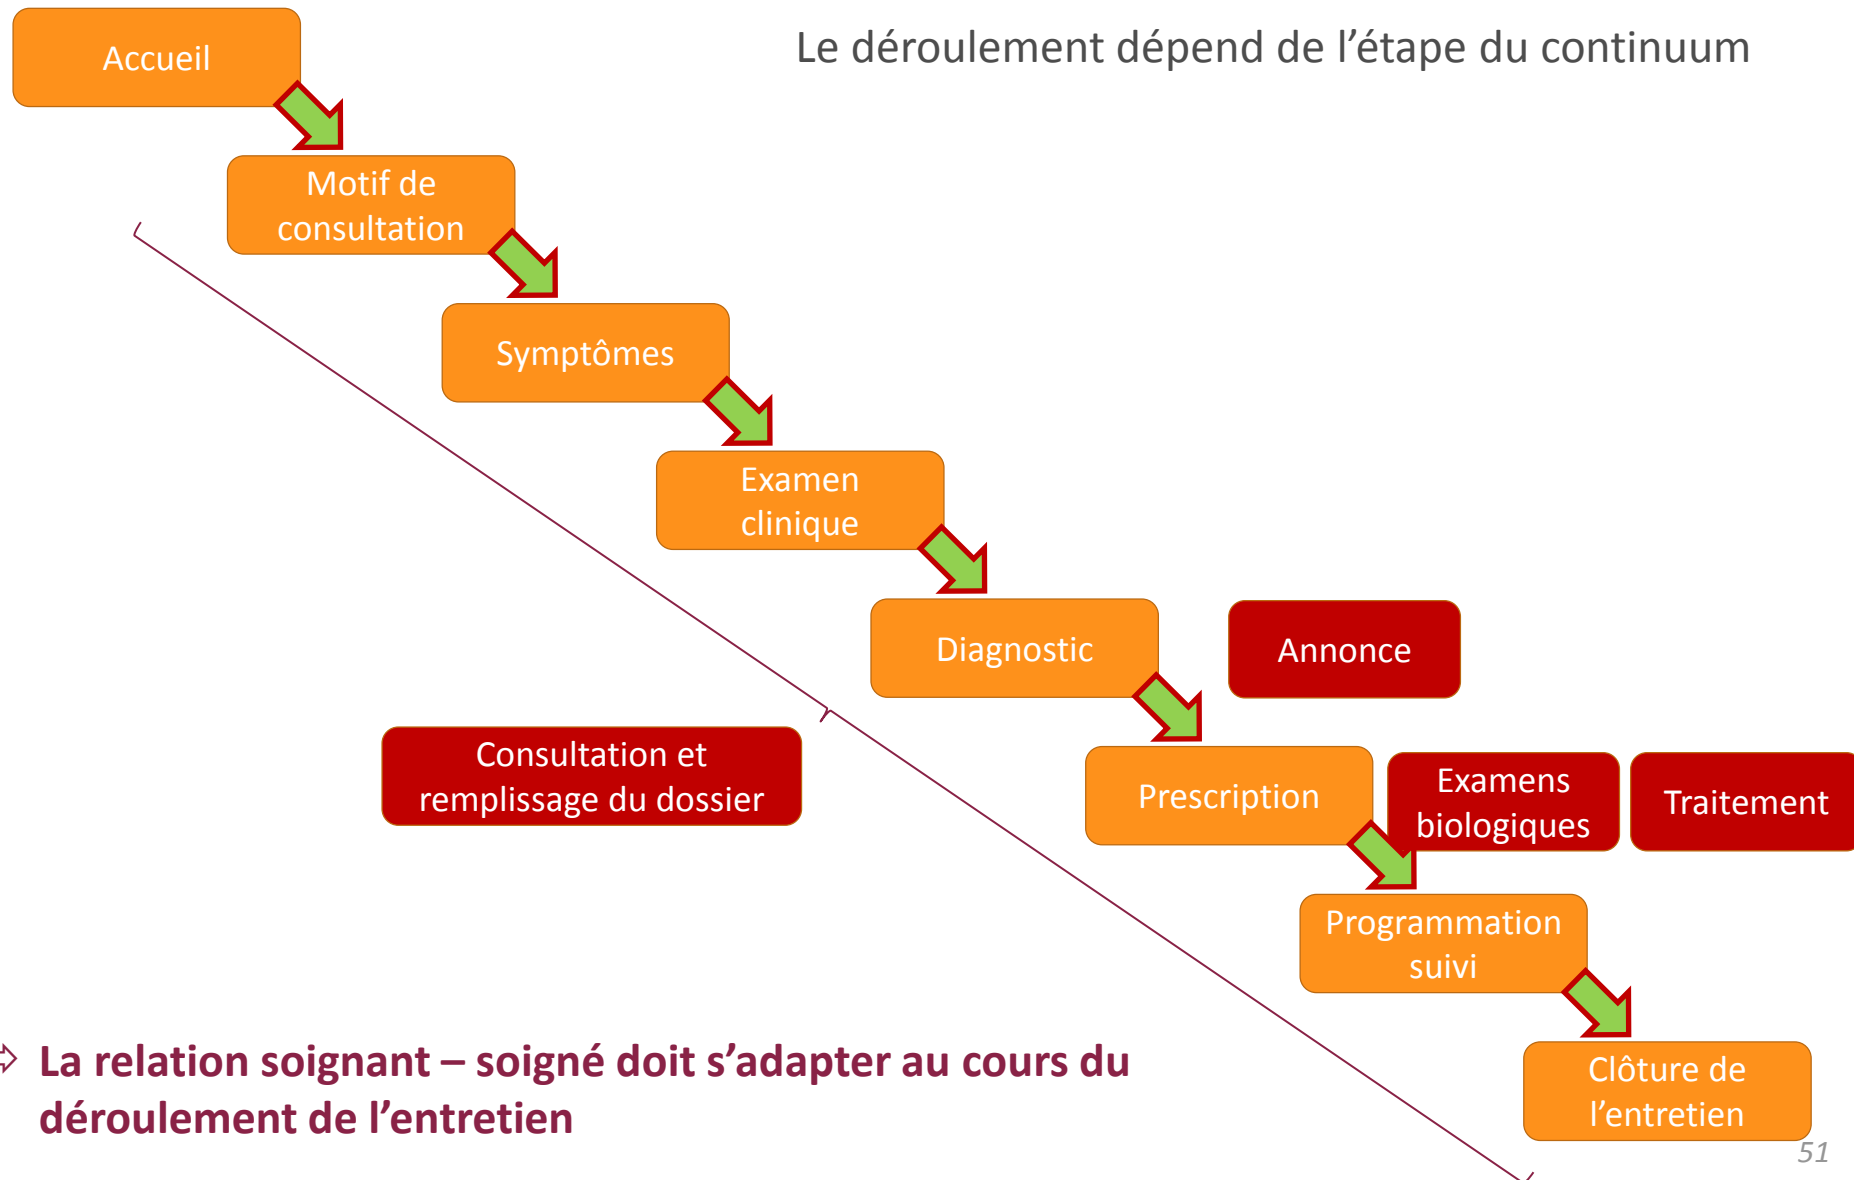 Accueil
Le déroulement dépend de l’étape du continuum
Motif de
consultation
Symptômes
Examen
clinique
Diagnostic
Annonce
Consultation et
remplissage du dossier
Prescription
Examens
biologiques
Traitement
Programmation
suivi
La relation soignant – soigné doit s’adapter au cours du
déroulement de l’entretien
Clôture de
l’entretien
51